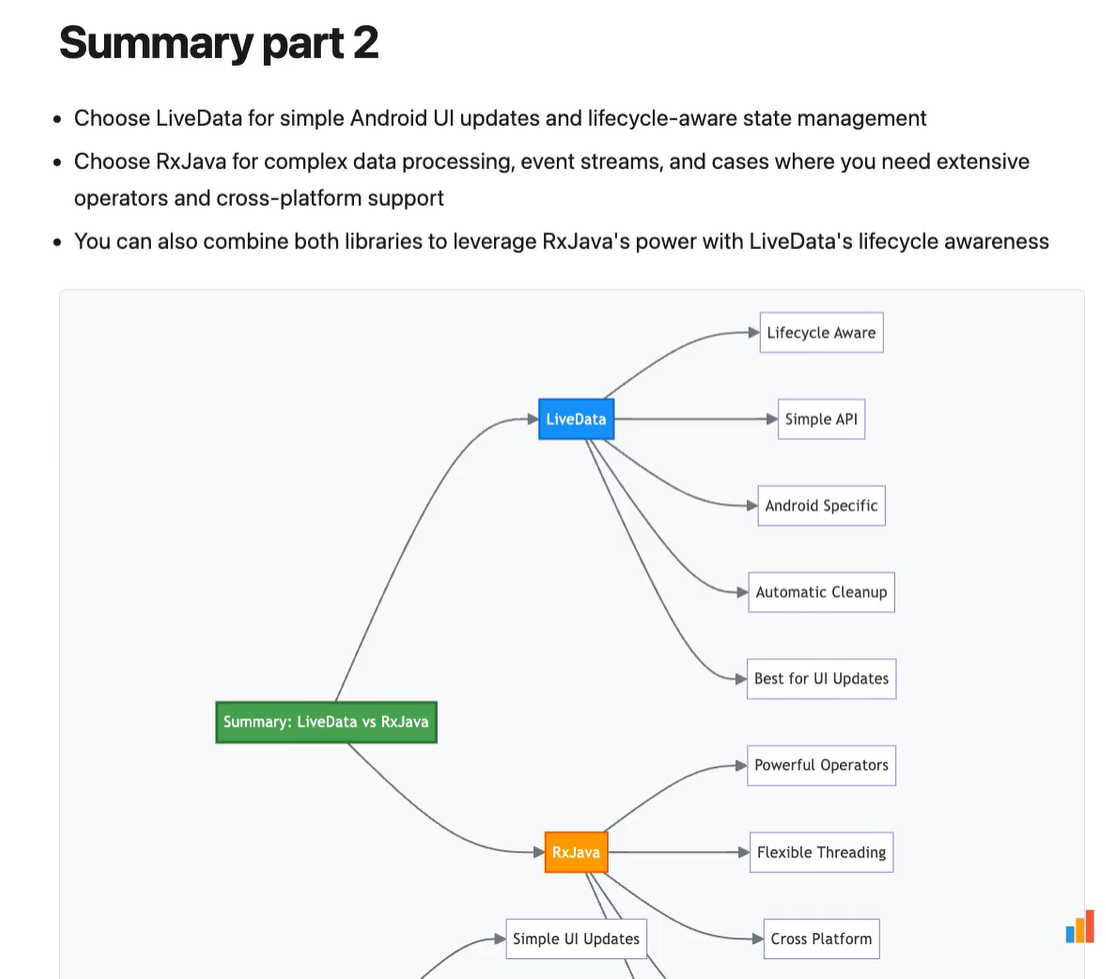 Summary part 2
Choose LiveData for simple Android UI updates and lifecycle-aware state management
Choose RxJava for complex data processing, event streams, and cases where you need extensive
operators and cross-platform support
You can also combine both libraries to leverage RxJava's power with LiveData's lifecycle awareness
Lifecycle Aware
LiveData
Simple API
Android Specific
Automatic Cleanup
Best for UI Updates
Summary: LiveData vs RxJava
Powerful Operators
RxJava
Flexible Threading
Simple UI Updates
Cross Platform